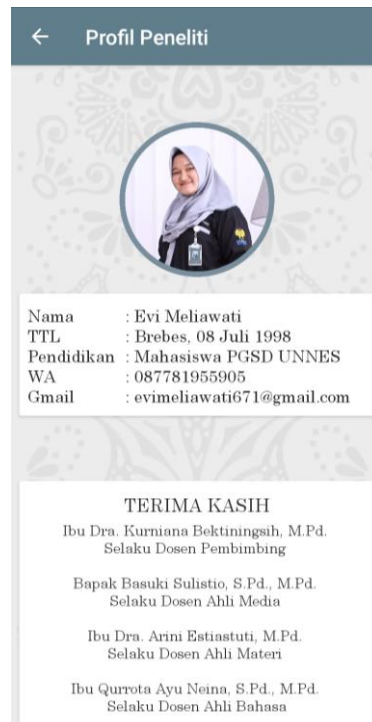 Profil Peneliti
Nama : Evi Meliawati
TTL : Brebes, 08 Juli 1998
Pendidikan : Mahasiswa PGSD UNNES
WA : 087781955905
Gmail : evimeliawati671@gmail.com
TERIMA KASIH
Ibu Dra. Kurniana Bektiningsih, M.Pd.
Selaku Dosen Pembimbing
Bapak Basuki Sulistio, S.Pd., M.Pd.
Selaku Dosen Ahli Media
Ibu Dra. Arini Estiastuti, M.Pd.
Selaku Dosen Ahli Materi
Ibu Qurrota Ayu Neina, S.Pd., M.Pd.
Selaku Dosen Ahli Bahasa